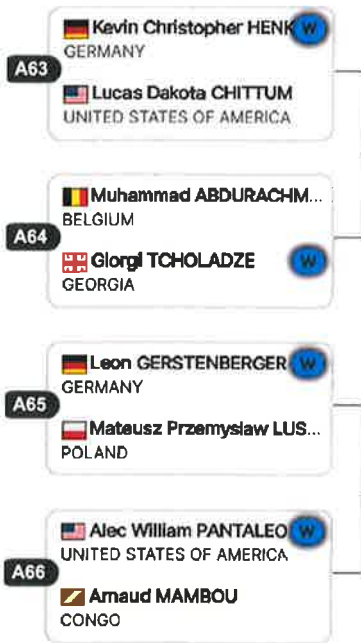 Kevin Christopher HENK W
GERMANY
A63
Lucas Dakota CHITTUM
UNITED STATES OF AMERICA
Muhammad ABDURACHM...
BELGIUM
A64
Giorgi TCHOLADZE W
GEORGIA
Leon GERSTENBERGER W
GERMANY
A65
Mateusz Przemyslaw LUS...
POLAND
Alec William PANTALEO W
UNITED STATES OF AMERICA
A66
Arnaud MAMBOU
CONGO